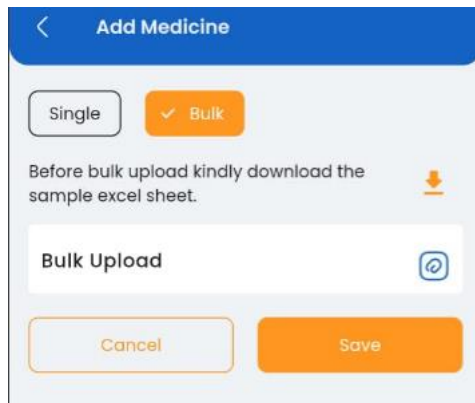 Add Medicine
Single
Bulk
Before bulk upload kindly download the
sample excel sheet.
Bulk Upload
Cancel
Save